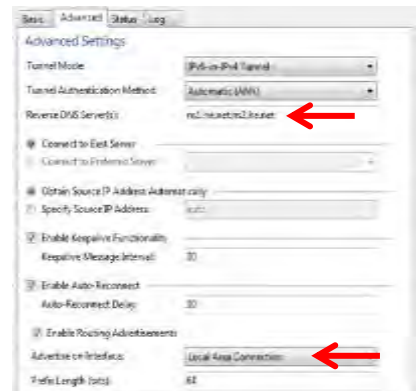 Basic Advanced Status Log
Advanced Settings
Tunnel Mode: IPv6-in-IPv4 Tunnel
Tunnel Authentication Method: Automatic (ANY)
Reverse DNS Server(s):
Connect to Best Server
Connect to Preferred Server:
Obtain Source IP Address Automatically
Specify Source IP Address: auto
Enable Keepalive Functionality
Keepalive Message Interval: 30
Enable Auto-Reconnect
Auto-Reconnect Delay: 30
Enable Routing Advertisements
Advertise on Interface: Local Area Connection
Prefix Length (bits): 64